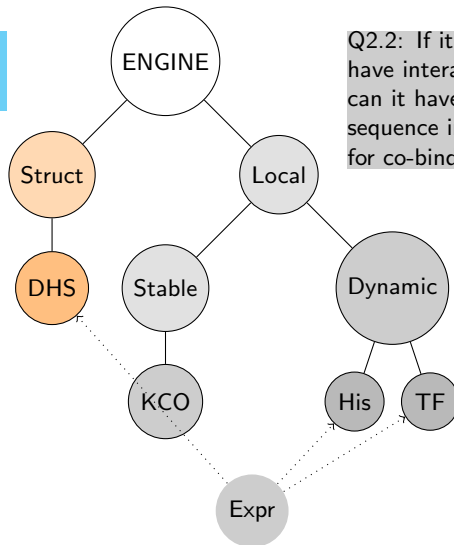 ENGINE
Q2.2: If it
have intera
can it have
sequence i
for co-bind
Struct
Local
DHS
Stable
Dynamic
KCO
His
TF
Expr